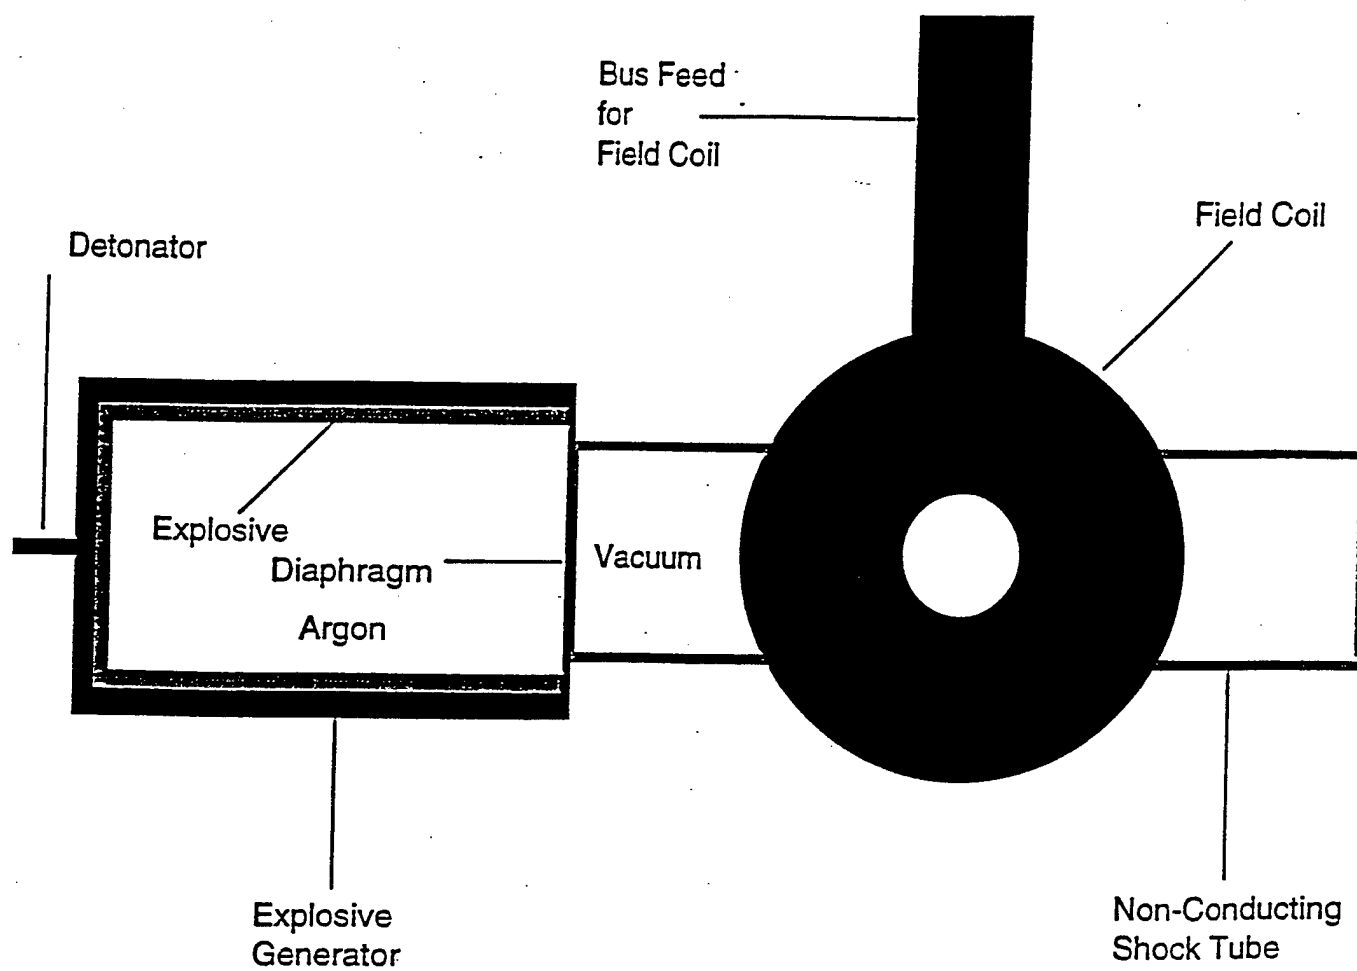 Bus Feed
for
Field Coil
Field Coil
Detonator
Explosive
Diaphragm
Vacuum
Argon
Explosive
Generator
Non-Conducting
Shock Tube